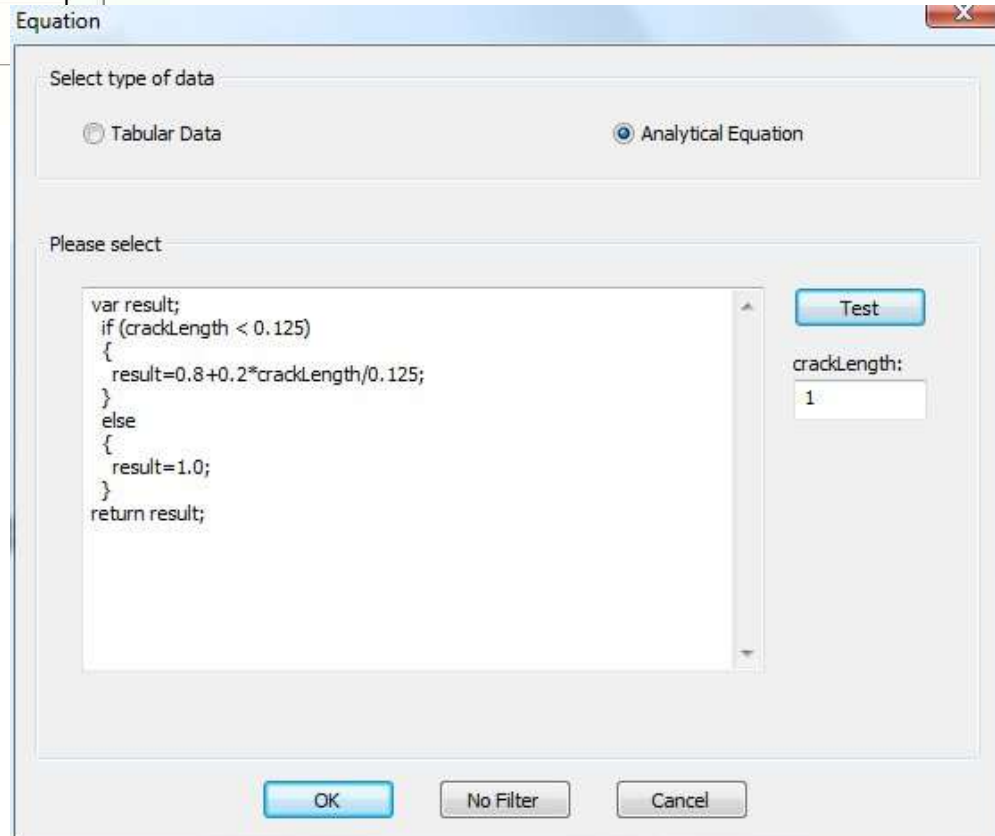 Equation
Select type of data
Tabular Data
Analytical Equation
Please select
var result;
if (crackLength < 0.125)
{
result=0.8+0.2*crackLength/0.125;
}
else
{
result=1.0;
}
return result;
Test
crackLength:
1
OK
No Filter
Cancel